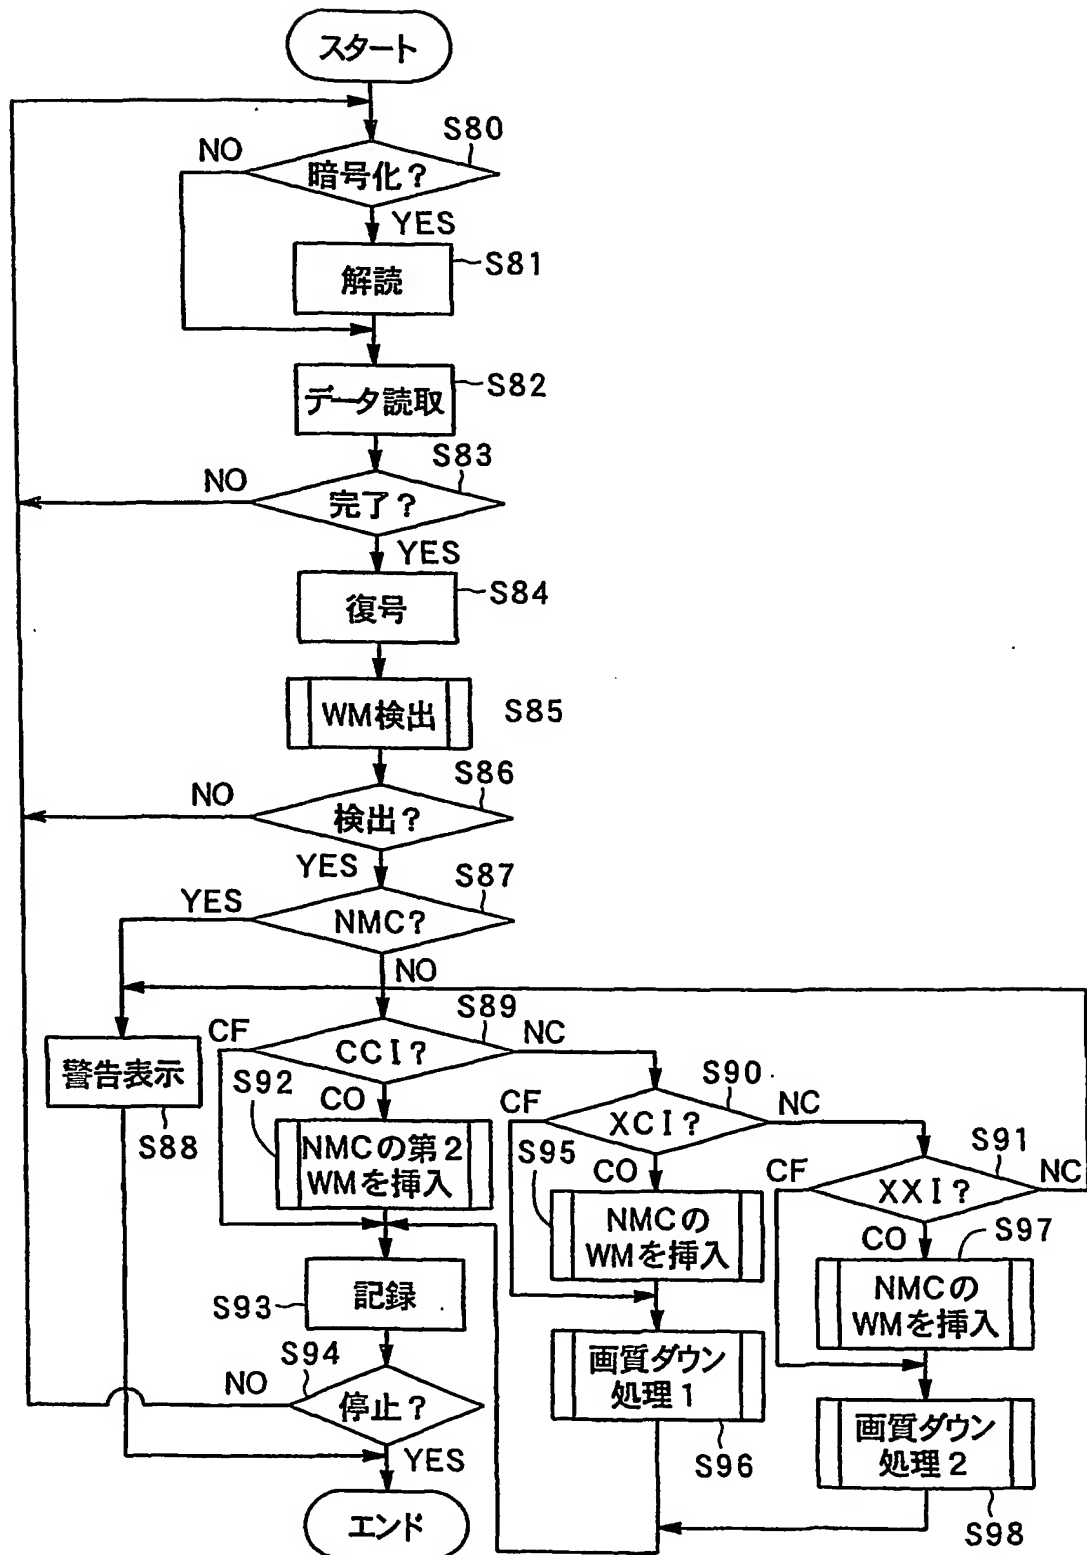 スタート
S80
NO
暗号化?
YES
解読
S81
データ読取
S82
S83
NO
完了?
YES
復号
S84
WM検出
S85
S86
NO
検出?
YES
S87
YES
NMC?
NO
S89
CF
CCI?
NC
警告表示
S88
S92
CO
NMCの第2
WMを挿入
S90
CF
XCI?
NC
S95
CO
NMCの
WMを挿入
S91
CF
XXI?
NC
CO
S97
NMCの
WMを挿入
S93
記録
S94
NO
停止?
YES
画質ダウン
処理1
S96
画質ダウン
処理2
S98
エンド